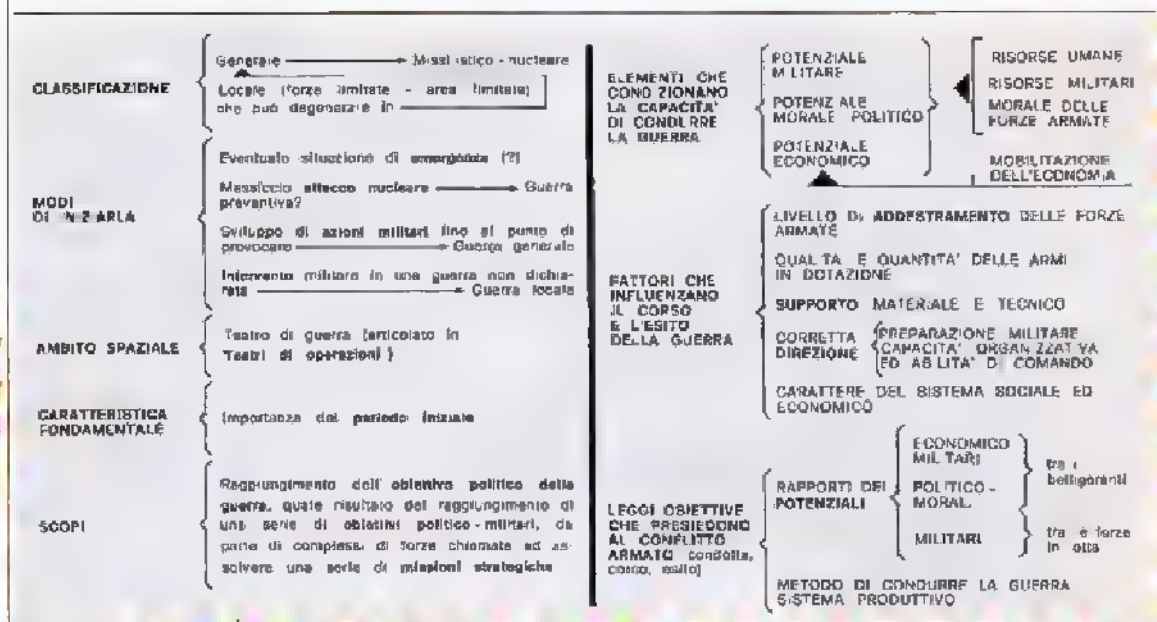 CLASSIFICAZIONE
Generale Missilistico - nucleare
Locale (forze limitate - area limitata)
che può degenerare in
MODI
DI INIZIARLA
Eventuale situazione di emergenza (?)
Massiccio attacco nucleare Guerra
preventiva?
Sviluppo di azioni militari fino al punto di
provocare Guerra generale
Intervento militare in una guerra non dichia-
rata Guerra locale
AMBITO SPAZIALE
Teatro di guerra (articolato in
Teatri di operazioni)
CARATTERISTICA
FONDAMENTALE
Importanza del periodo iniziale
SCOPI
Raggiungimento dell'obiettivo politico della
guerra, quale risultato del raggiungimento di
una serie di obiettivi politico-militari, da
parte di complessi di forze chiamate ad as-
solvere una serie di missioni strategiche
ELEMENTI CHE
CONDIZIONANO
LA CAPACITA'
DI CONDURRE
LA GUERRA
POTENZIALE
MILITARE
POTENZIALE
MORALE POLITICO
POTENZIALE
ECONOMICO
RISORSE UMANE
RISORSE MILITARI
MORALE DELLE
FORZE ARMATE
MOBILITAZIONE
DELL'ECONOMIA
FATTORI CHE
INFLUENZANO
IL CORSO
E L'ESITO
DELLA GUERRA
LIVELLO DI ADDESTRAMENTO DELLE FORZE
ARMATE
QUALITA' E QUANTITA' DELLE ARMI
IN DOTAZIONE
SUPPORTO MATERIALE E TECNICO
CORRETTA
DIREZIONE
PREPARAZIONE MILITARE
CAPACITA' ORGANIZZATIVA
ED ABILITA' DI COMANDO
CARATTERE DEL SISTEMA SOCIALE ED
ECONOMICO
LEGGI OBIETTIVE
CHE PRESIEDONO
AL CONFLITTO
ARMATO condotta,
corso, esito)
RAPPORTI DEI
POTENZIALI
ECONOMICO
MILITARI
POLITICO-
MORALI
MILITARI
tra i
belligeranti
tra le forze
in lotta
METODO DI CONDURRE LA GUERRA
SISTEMA PRODUTTIVO